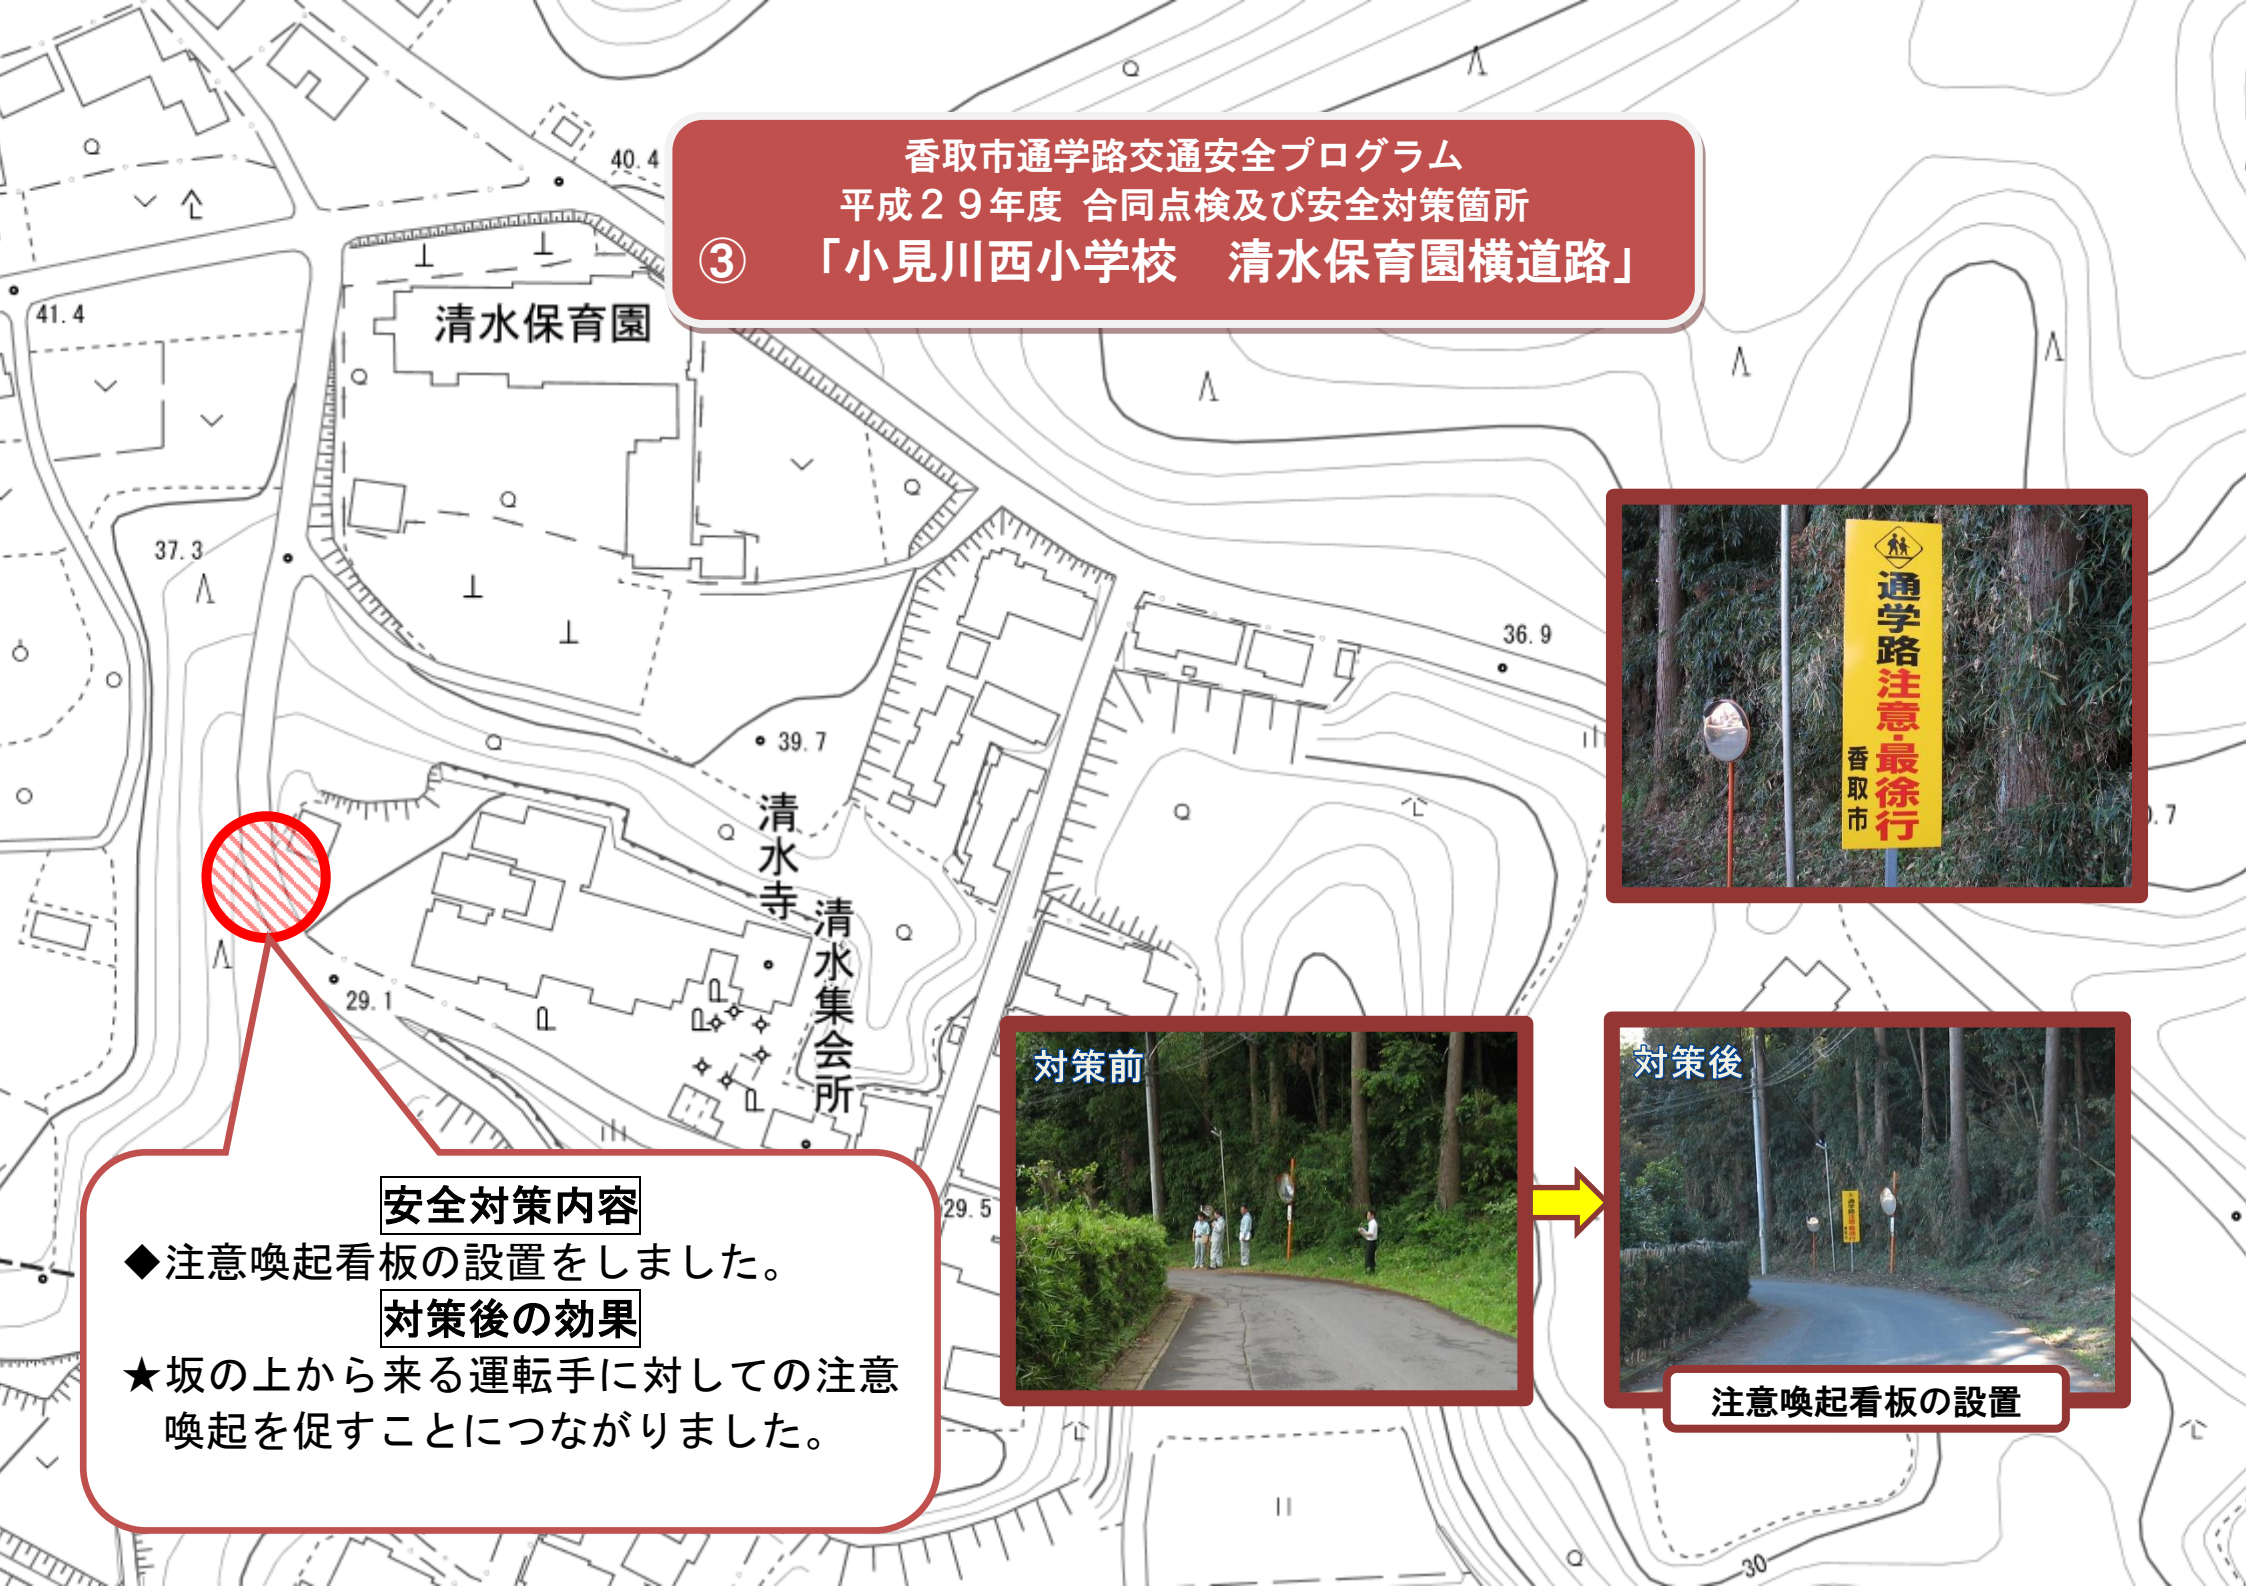 香取市通学路交通安全プログラム
平成２９年度 合同点検及び安全対策箇所
③ 「小見川西小学校 清水保育園横道路」
40.4
41.4
清水保育園
37.3
39.7
36.9
清水寺
清水集会所
29.1
29.5
0.7
30
通学路注意・最徐行
香取市
対策前
対策後
注意喚起看板の設置
安全対策内容
◆注意喚起看板の設置をしました。
対策後の効果
★坂の上から来る運転手に対しての注意
喚起を促すことにつながりました。